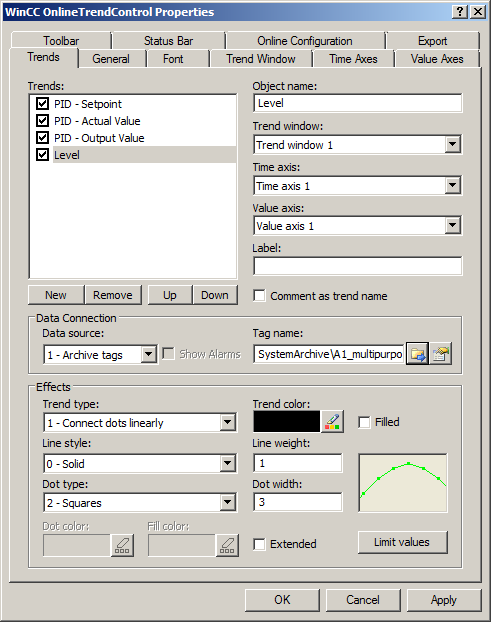 WinCC OnlineTrendControl Properties
Toolbar Status Bar Online Configuration Export
Trends General Font Trend Window Time Axes Value Axes
Trends:
PID - Setpoint
PID - Actual Value
PID - Output Value
Level
New Remove Up Down
Object name:
Level
Trend window:
Trend window 1
Time axis:
Time axis 1
Value axis:
Value axis 1
Label:
Comment as trend name
Data Connection
Data source: Tag name:
1 - Archive tags Show Alarms SystemArchive\A1_multipurpo
Effects
Trend type: Trend color:
1 - Connect dots linearly Filled
Line style: Line weight:
0 - Solid 1
Dot type: Dot width:
2 - Squares 3
Dot color: Fill color:
Extended Limit values
OK Cancel Apply